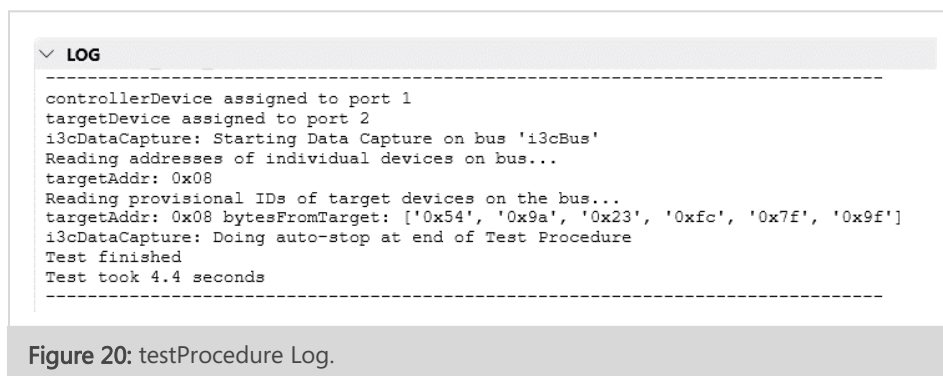 LOG
--------------------------------------------------------------------------------
controllerDevice assigned to port 1
targetDevice assigned to port 2
i3cDataCapture: Starting Data Capture on bus 'i3cBus'
Reading addresses of individual devices on bus...
targetAddr: 0x08
Reading provisional IDs of target devices on the bus...
targetAddr: 0x08 bytesFromTarget: ['0x54', '0x9a', '0x23', '0xfc', '0x7f', '0x9f']
i3cDataCapture: Doing auto-stop at end of Test Procedure
Test finished
Test took 4.4 seconds
--------------------------------------------------------------------------------
Figure 20: testProcedure Log.